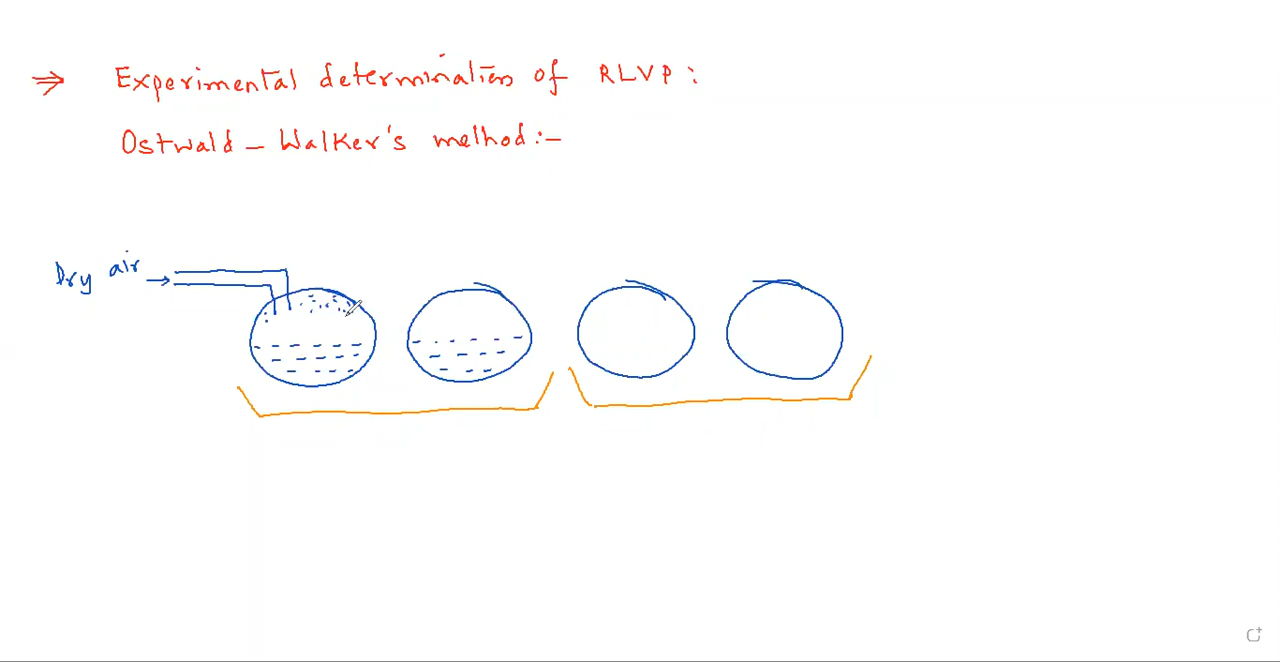 ⇒ Experimental determination of RLVP:
Ostwald - Walker's method:-
Dry air →